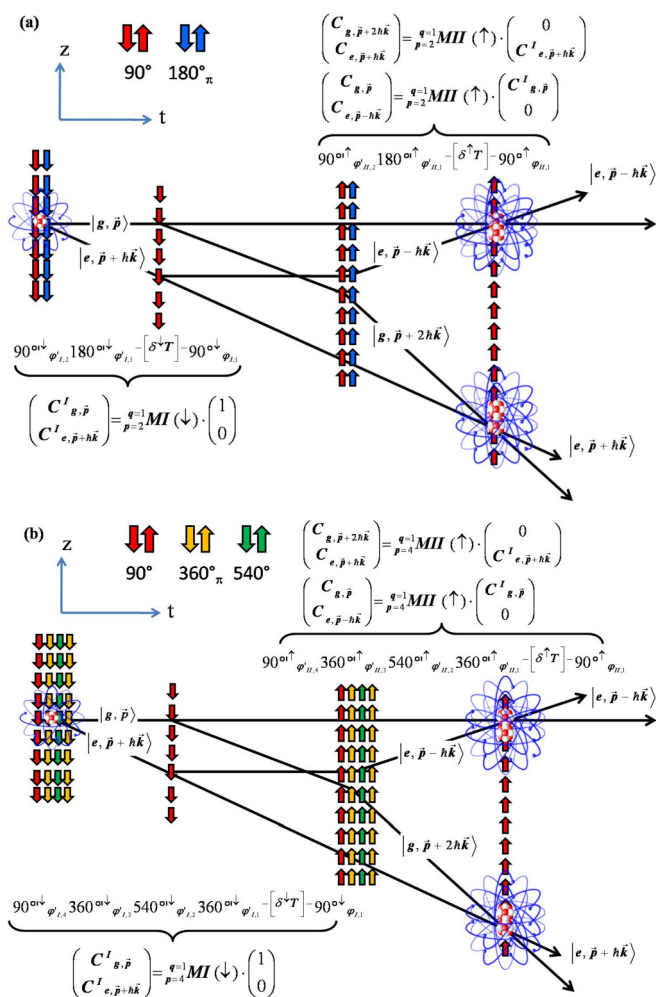 (a)
z
t
90° 180°π
(C g,p⃗+2ħk⃗ / C e,p⃗+ħk⃗) = q=1 p=2 MII (↑) · (0 / C^I e,p⃗+ħk⃗)
(C g,p⃗ / C e,p⃗−ħk⃗) = q=1 p=2 MII (↑) · (C^I g,p⃗ / 0)
90^α↑ φ'II,2 180^α↑ φ'II,1 −[δ^↑T]−90^α↑ φII,1
|e, p⃗ − ħk⃗⟩
|g, p⃗⟩
|e, p⃗ + ħk⃗⟩
|e, p⃗ − ħk⃗⟩
|g, p⃗ + 2ħk⃗⟩
90^α↓ φ'I,2 180^α↓ φ'I,1 −[δ^↓T]−90^α↓ φI,1
(C^I g,p⃗ / C^I e,p⃗+ħk⃗) = q=1 p=2 MI (↓) · (1 / 0)
|e, p⃗ + ħk⃗⟩
(b)
z
t
90° 360°π 540°
(C g,p⃗+2ħk⃗ / C e,p⃗+ħk⃗) = q=1 p=4 MII (↑) · (0 / C^I e,p⃗+ħk⃗)
(C g,p⃗ / C e,p⃗−ħk⃗) = q=1 p=4 MII (↑) · (C^I g,p⃗ / 0)
90^α↑ φ'II,4 360^α↑ φ'II,3 540^α↑ φ'II,2 360^α↑ φ'II,1 −[δ^↑T]−90^α↑ φII,1
|e, p⃗ − ħk⃗⟩
|g, p⃗⟩
|e, p⃗ + ħk⃗⟩
|e, p⃗ − ħk⃗⟩
|g, p⃗ + 2ħk⃗⟩
90^α↓ φ'I,4 360^α↓ φ'I,3 540^α↓ φ'I,2 360^α↓ φ'I,1 −[δ^↓T]−90^α↓ φI,1
(C^I g,p⃗ / C^I e,p⃗+ħk⃗) = q=1 p=4 MI (↓) · (1 / 0)
|e, p⃗ + ħk⃗⟩